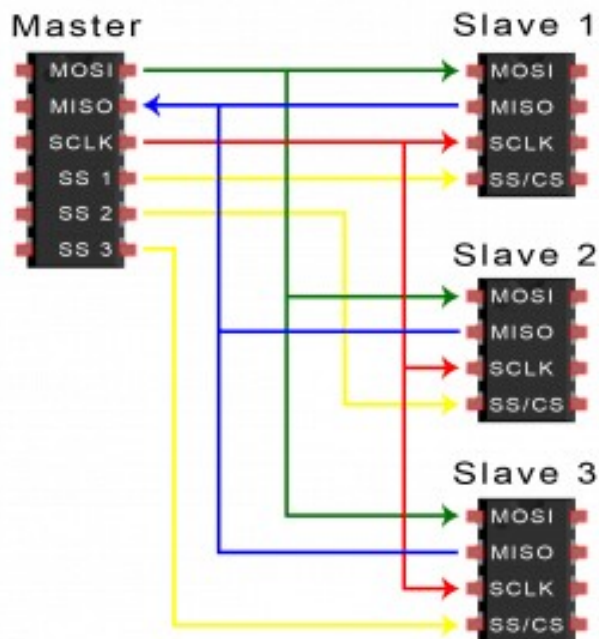 Master
MOSI
MISO
SCLK
SS 1
SS 2
SS 3
Slave 1
MOSI
MISO
SCLK
SS/CS
Slave 2
MOSI
MISO
SCLK
SS/CS
Slave 3
MOSI
MISO
SCLK
SS/CS